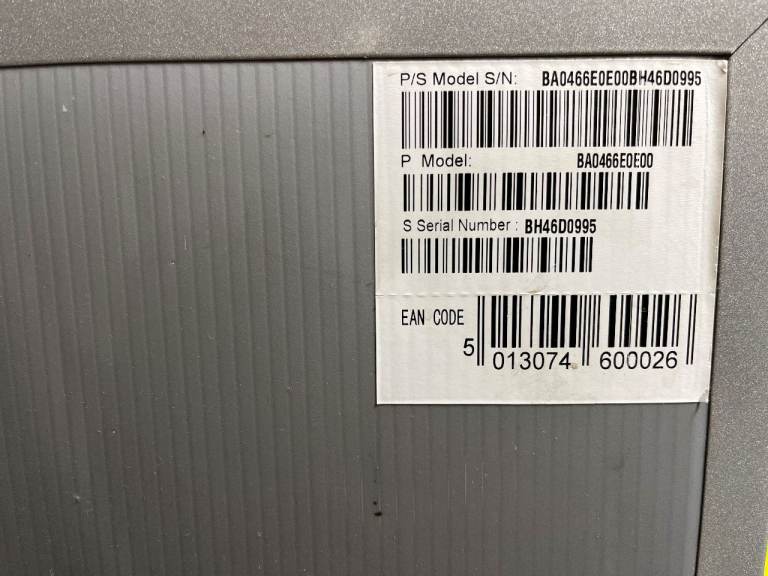 P/S Model S/N: BA0466E0E00BH46D0995
P Model: BA0466E0E00
S Serial Number : BH46D0995
EAN CODE
5 013074 600026